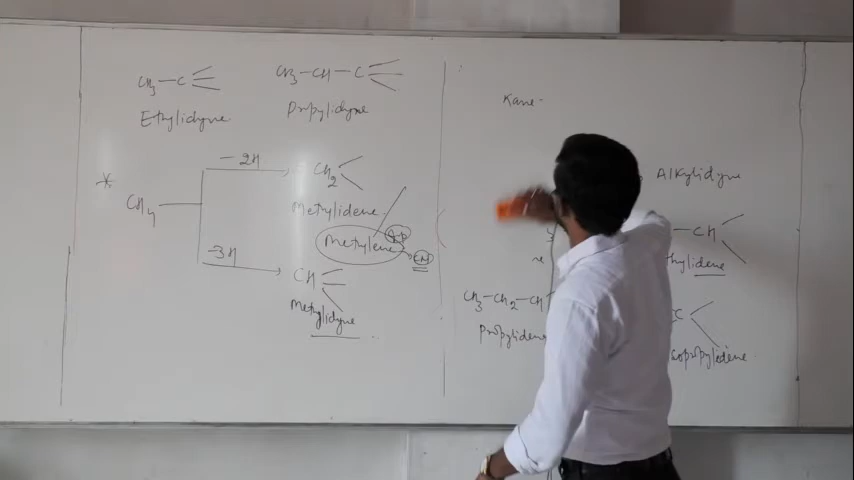 CH3-C
CH3-CH-C
Ethylidyne
Propylidyne
*
CH4
-2H
CH2
Methylidene
Methylene
-3H
CH
Methylidyne
Kane-
Alkylidyne
-CH
thylidene
CH3-CH2-CH
Propylidene
C
sopropylidene